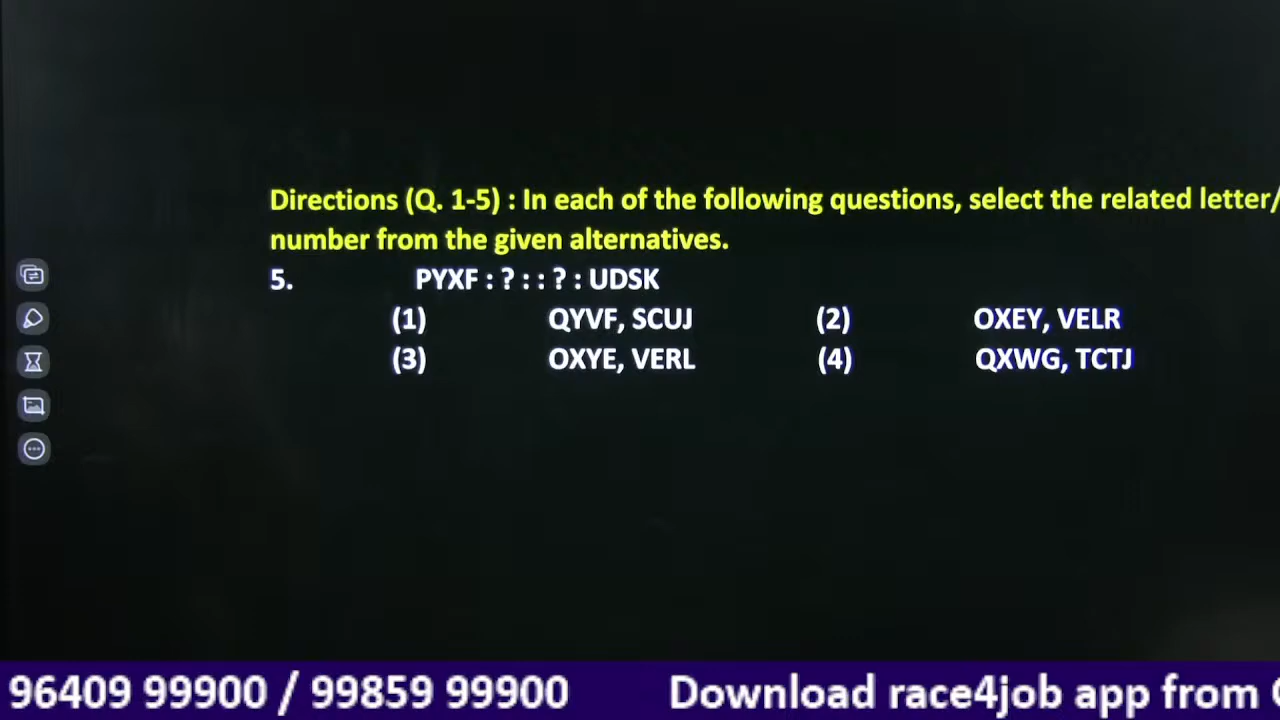 Directions (Q. 1-5) : In each of the following questions, select the related letter/
number from the given alternatives.
5. PYXF : ? : : ? : UDSK
(1) QYVF, SCUJ (2) OXEY, VELR
(3) OXYE, VERL (4) QXWG, TCTJ
96409 99900 / 99859 99900 Download race4job app from